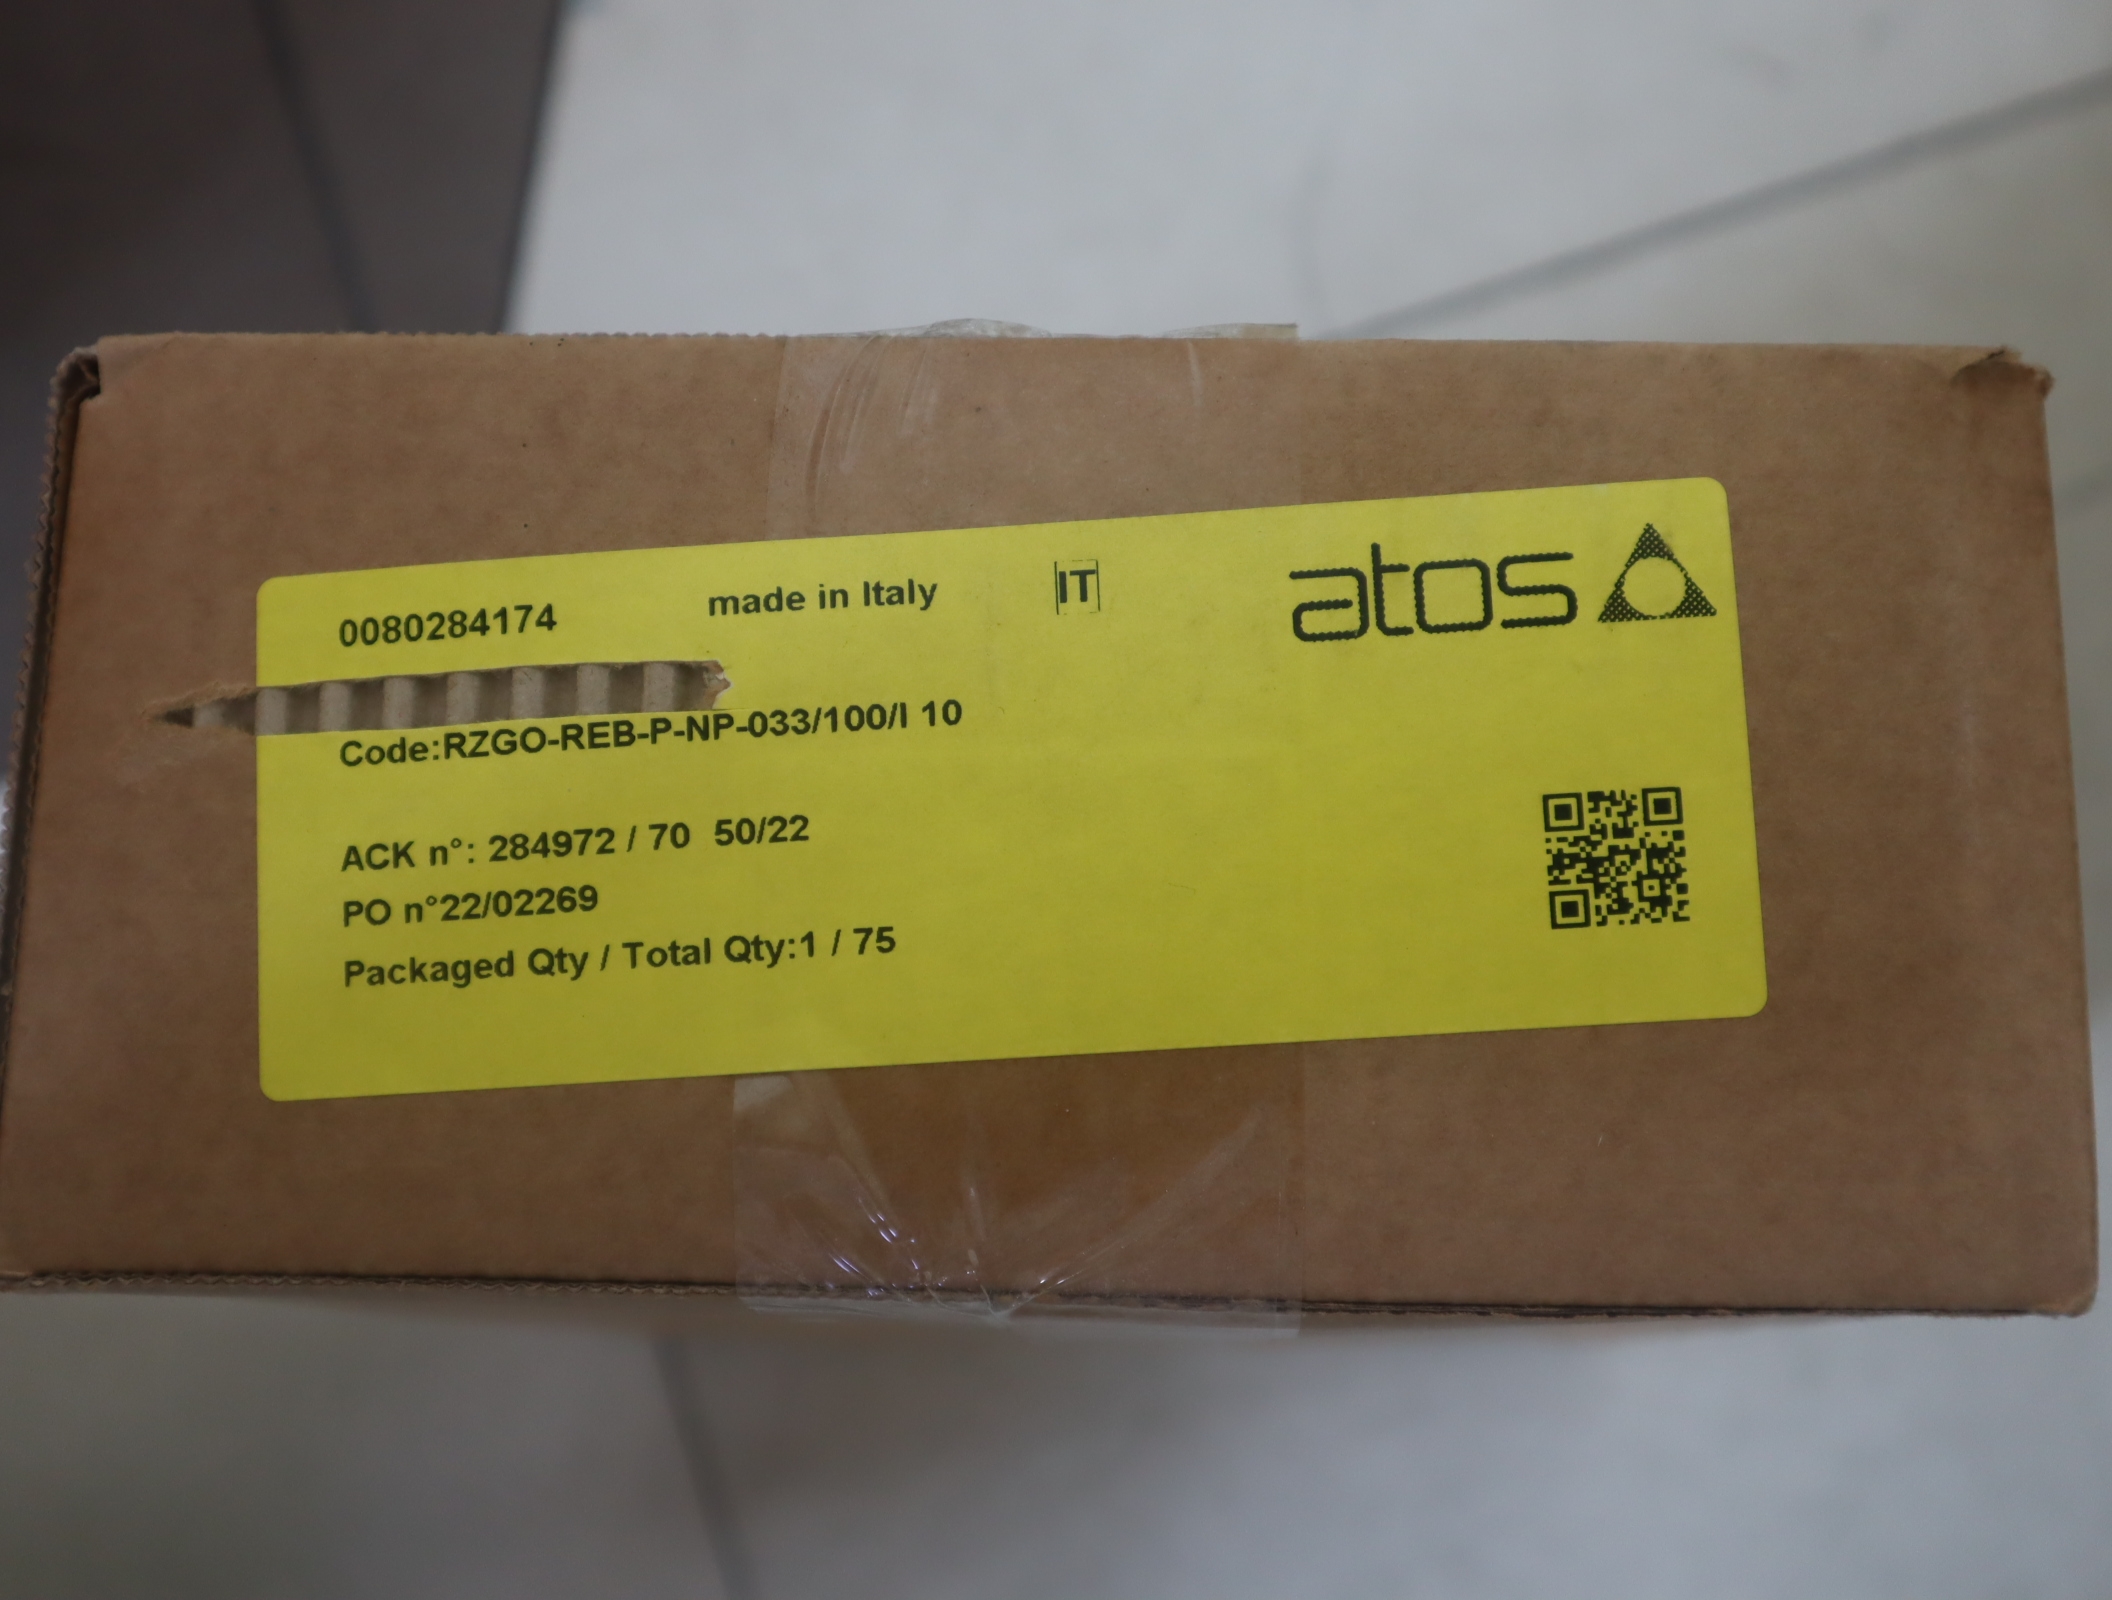 0080284174 made in Italy IT atos
Code:RZGO-REB-P-NP-033/100/I 10
ACK n°: 284972 / 70 50/22
PO n°22/02269
Packaged Qty / Total Qty:1 / 75